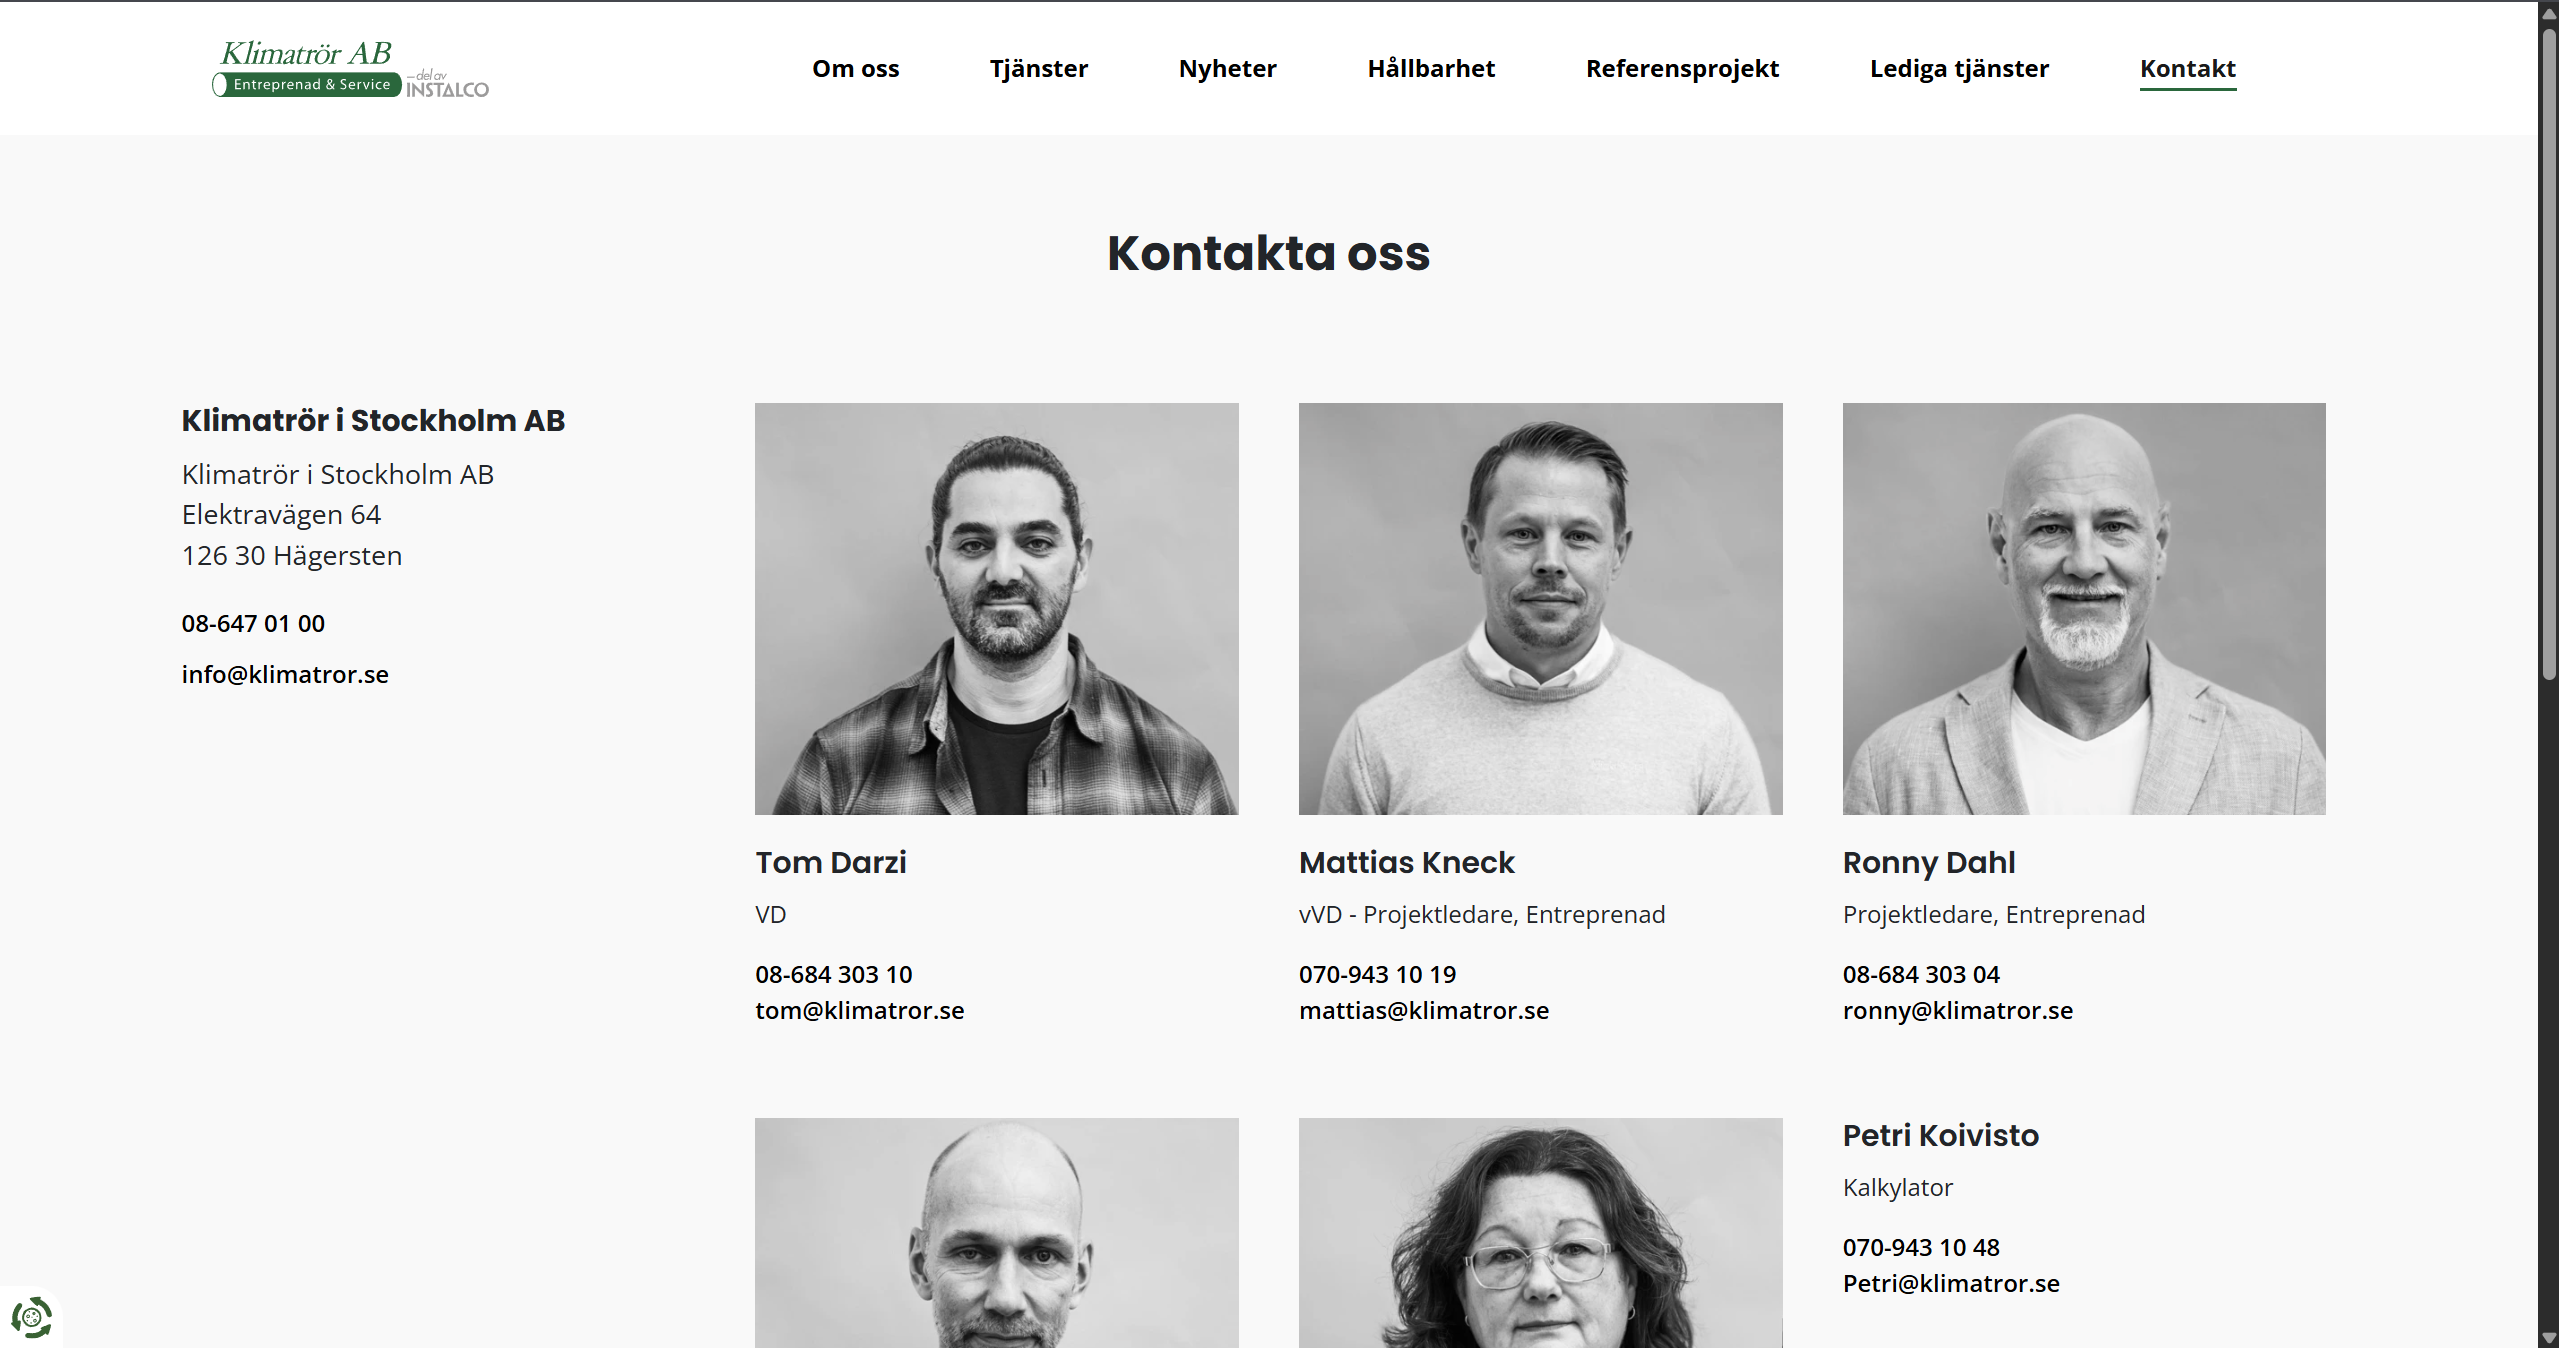 Klimatrör AB
Entreprenad & Service
– del av
INSTALCO
Om oss
Tjänster
Nyheter
Hållbarhet
Referensprojekt
Lediga tjänster
Kontakt
Kontakta oss
Klimatrör i Stockholm AB
Klimatrör i Stockholm AB
Elektravägen 64
126 30 Hägersten
08-647 01 00
info@klimatror.se
Tom Darzi
VD
08-684 303 10
tom@klimatror.se
Mattias Kneck
vVD - Projektledare, Entreprenad
070-943 10 19
mattias@klimatror.se
Ronny Dahl
Projektledare, Entreprenad
08-684 303 04
ronny@klimatror.se
Petri Koivisto
Kalkylator
070-943 10 48
Petri@klimatror.se